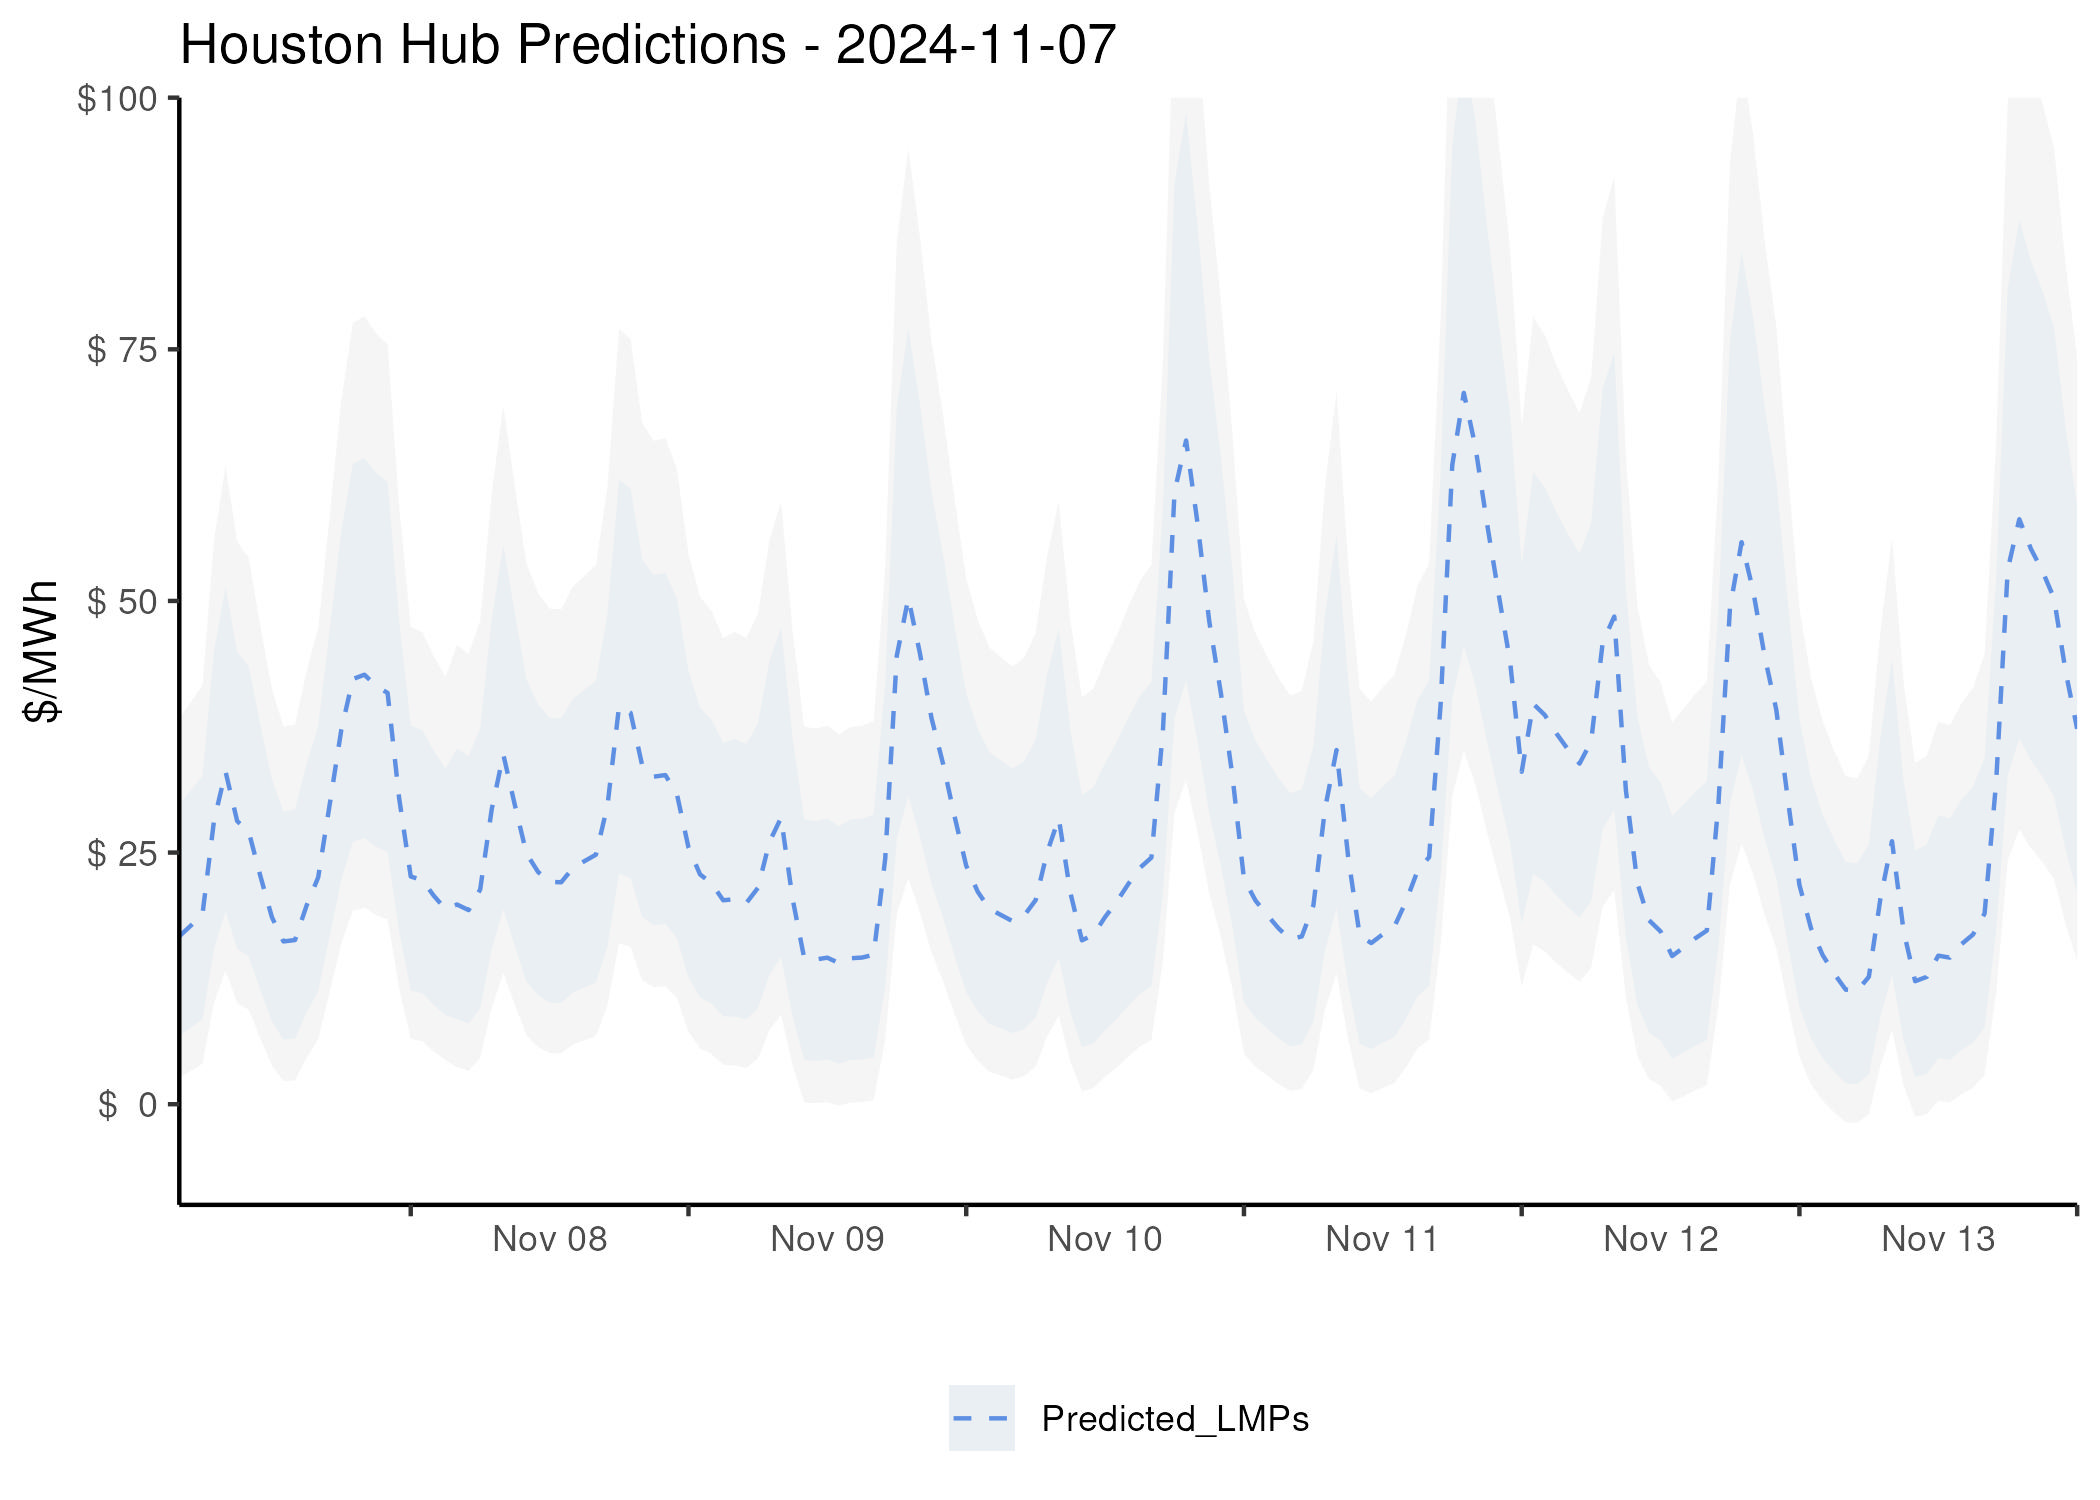 Houston Hub Predictions - 2024-11-07
$100
$ 75
$ 50
$ 25
$  0
$/MWh
Nov 08
Nov 09
Nov 10
Nov 11
Nov 12
Nov 13
Predicted_LMPs